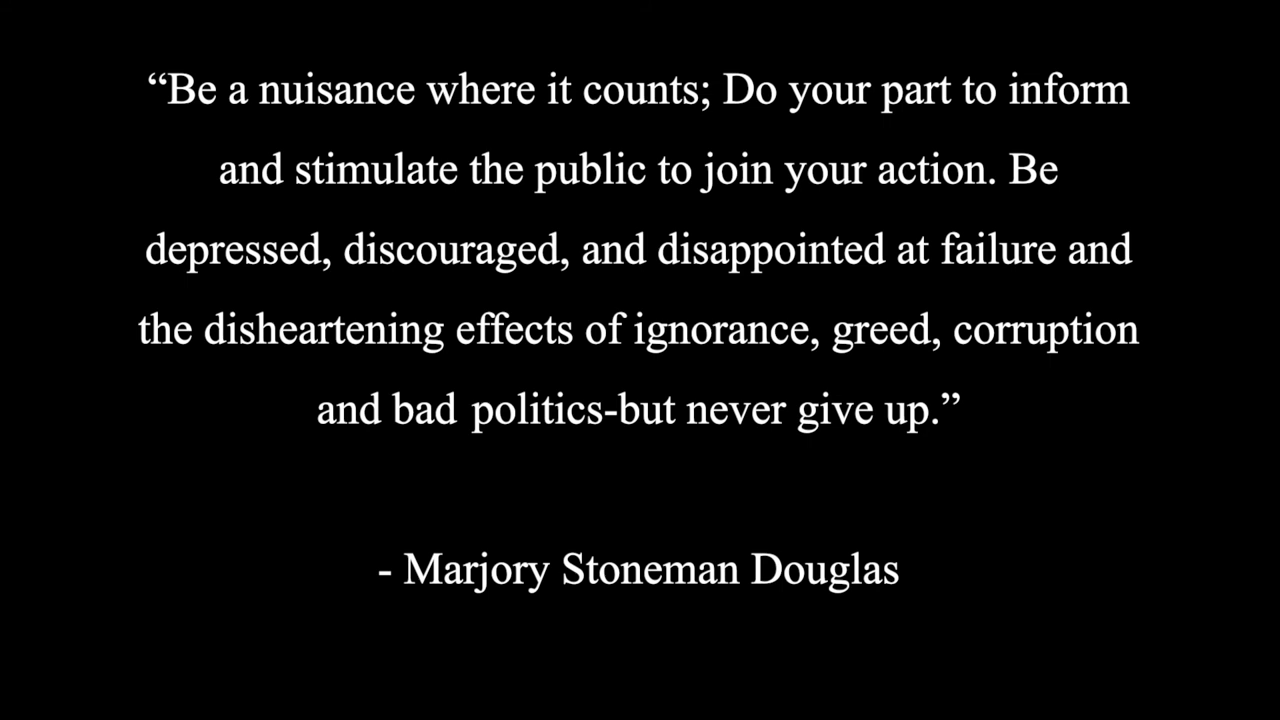 “Be a nuisance where it counts; Do your part to inform
and stimulate the public to join your action. Be
depressed, discouraged, and disappointed at failure and
the disheartening effects of ignorance, greed, corruption
and bad politics-but never give up.”
- Marjory Stoneman Douglas